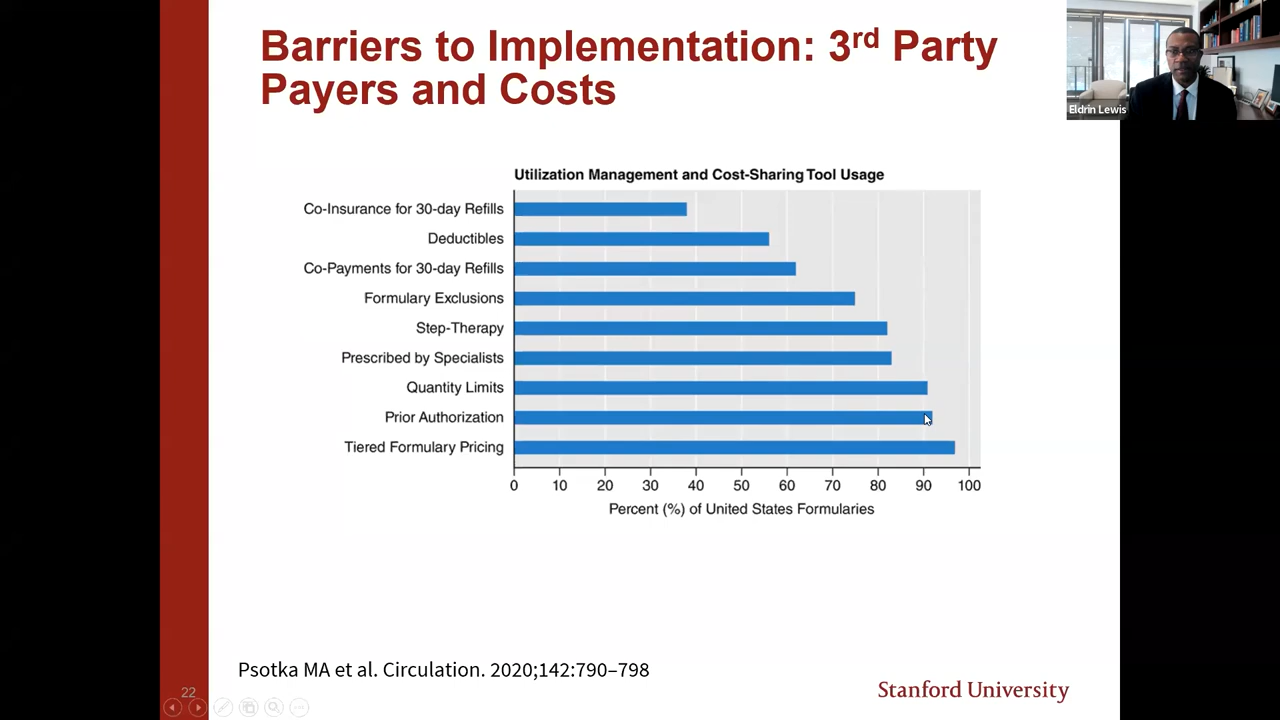 Barriers to Implementation: 3rd Party
Payers and Costs
Eldrin Lewis
Utilization Management and Cost-Sharing Tool Usage
Co-Insurance for 30-day Refills
Deductibles
Co-Payments for 30-day Refills
Formulary Exclusions
Step-Therapy
Prescribed by Specialists
Quantity Limits
Prior Authorization
Tiered Formulary Pricing
0 10 20 30 40 50 60 70 80 90 100
Percent (%) of United States Formularies
Psotka MA et al. Circulation. 2020;142:790–798
22
Stanford University